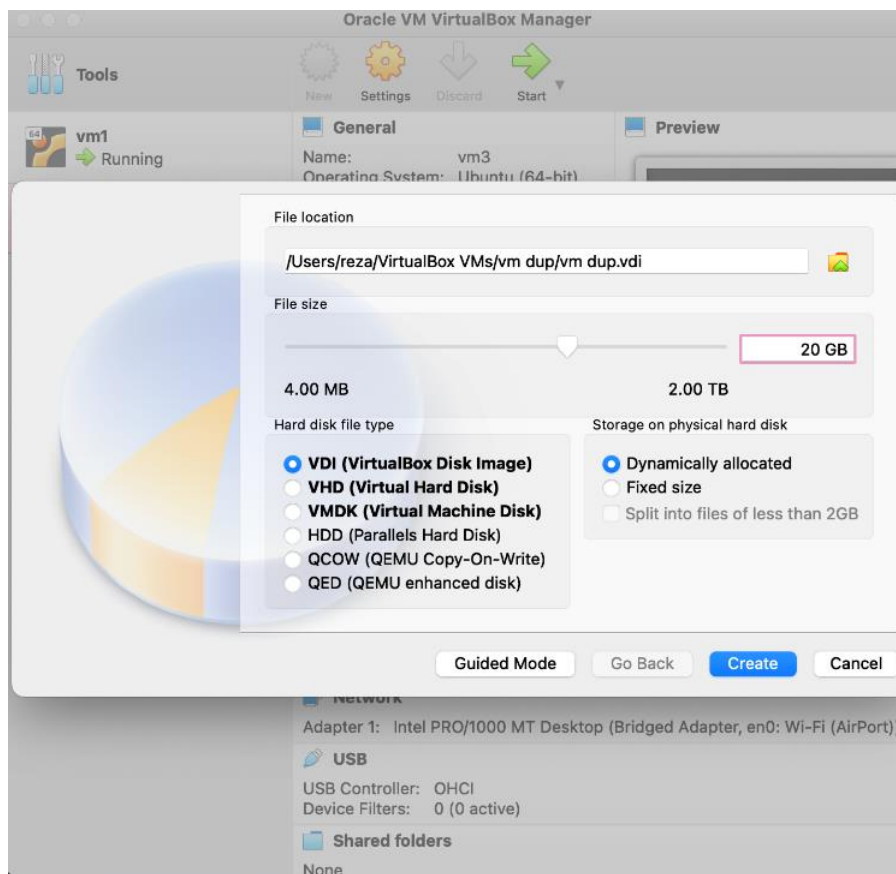 Oracle VM VirtualBox Manager
Tools
New
Settings
Discard
Start
64
vm1
Running
General
Name: vm3
Operating System: Ubuntu (64-bit)
Preview
File location
/Users/reza/VirtualBox VMs/vm dup/vm dup.vdi
File size
20 GB
4.00 MB 2.00 TB
Hard disk file type
VDI (VirtualBox Disk Image)
VHD (Virtual Hard Disk)
VMDK (Virtual Machine Disk)
HDD (Parallels Hard Disk)
QCOW (QEMU Copy-On-Write)
QED (QEMU enhanced disk)
Storage on physical hard disk
Dynamically allocated
Fixed size
Split into files of less than 2GB
Guided Mode
Go Back
Create
Cancel
Network
Adapter 1: Intel PRO/1000 MT Desktop (Bridged Adapter, en0: Wi-Fi (AirPort)
USB
USB Controller: OHCI
Device Filters: 0 (0 active)
Shared folders
None